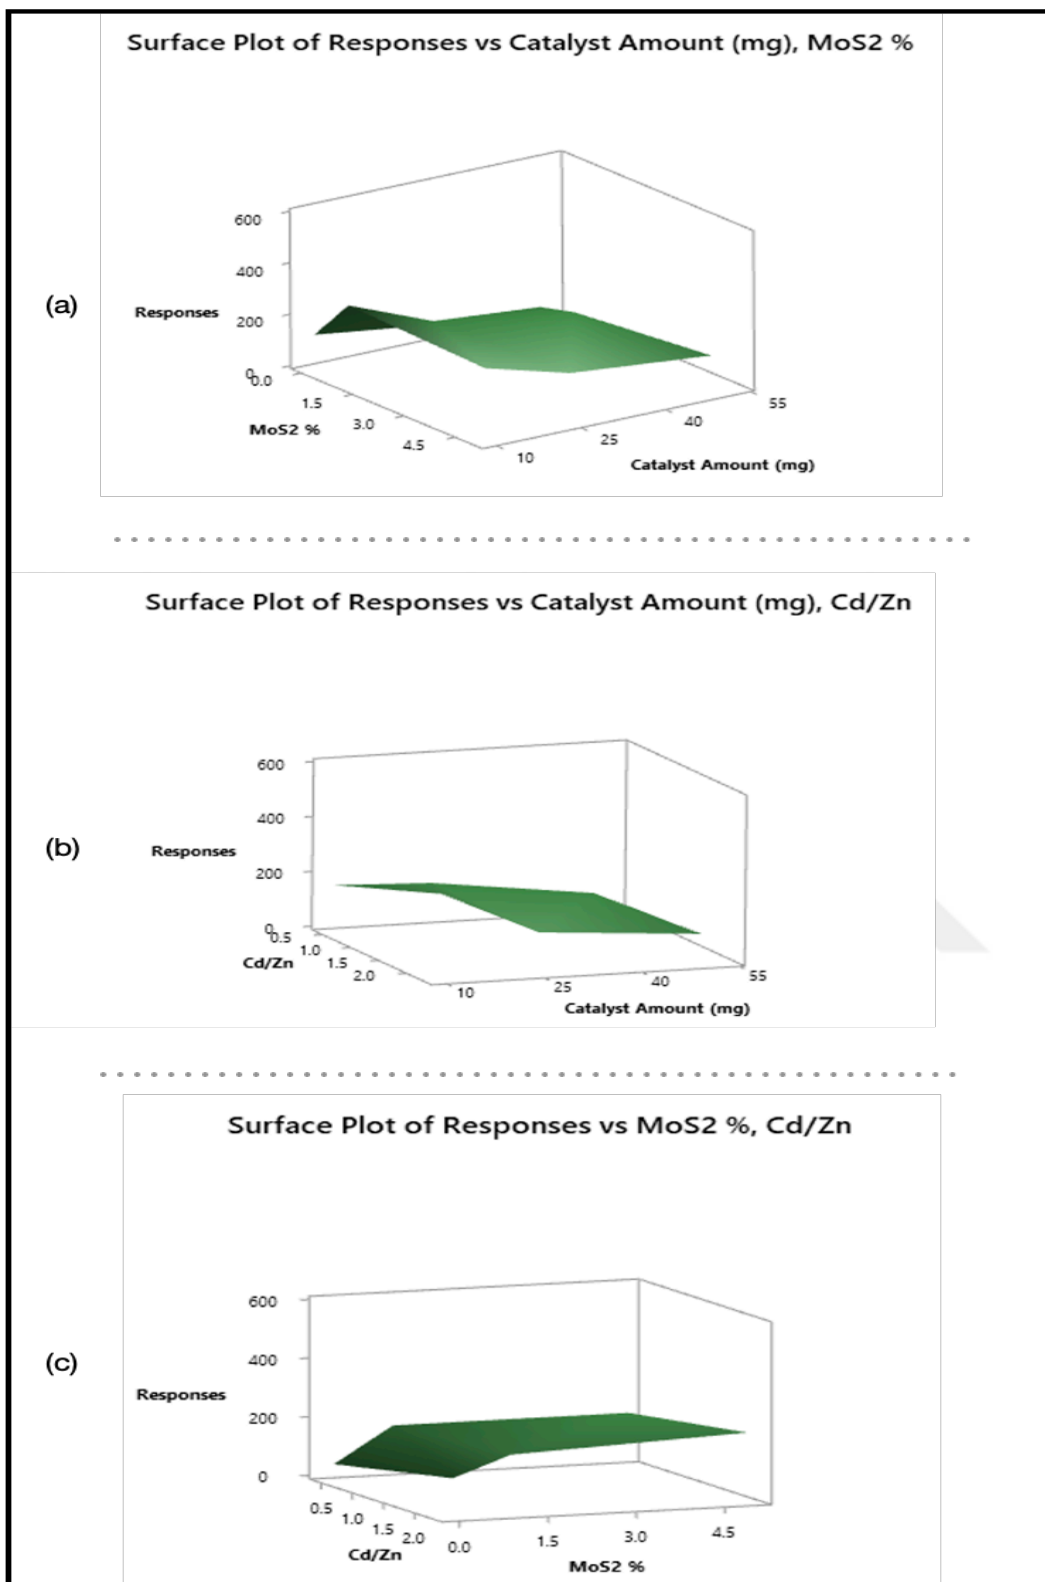 Surface Plot of Responses vs Catalyst Amount (mg), MoS2 %
600
400
(a)
Responses
200
0
0.0
1.5
MoS2 %
3.0
4.5
10
25
40
55
Catalyst Amount (mg)
Surface Plot of Responses vs Catalyst Amount (mg), Cd/Zn
600
400
(b)
Responses
200
0
0.5
1.0
Cd/Zn
1.5
2.0
10
25
40
55
Catalyst Amount (mg)
Surface Plot of Responses vs MoS2 %, Cd/Zn
600
400
(c)
Responses
200
0
0.5
1.0
1.5
2.0
Cd/Zn
0.0
1.5
3.0
4.5
MoS2 %